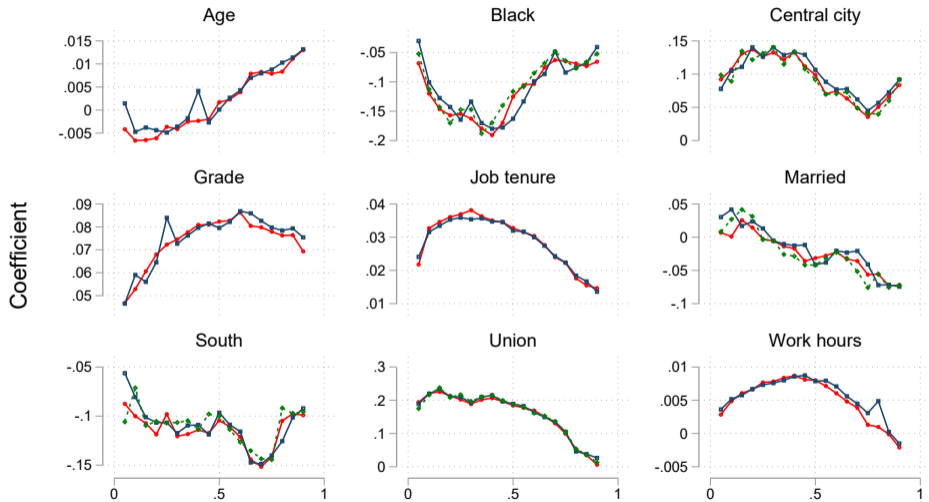 Age
Black
Central city
.015
.01
.005
0
-.005
-.05
-.1
-.15
-.2
.15
.1
.05
0
Grade
Job tenure
Married
.09
.08
.07
.06
.05
.04
.03
.02
.01
.05
0
-.05
-.1
Coefficient
South
Union
Work hours
-.05
-.1
-.15
.3
.2
.1
0
.01
.005
0
-.005
0 .5 1
0 .5 1
0 .5 1